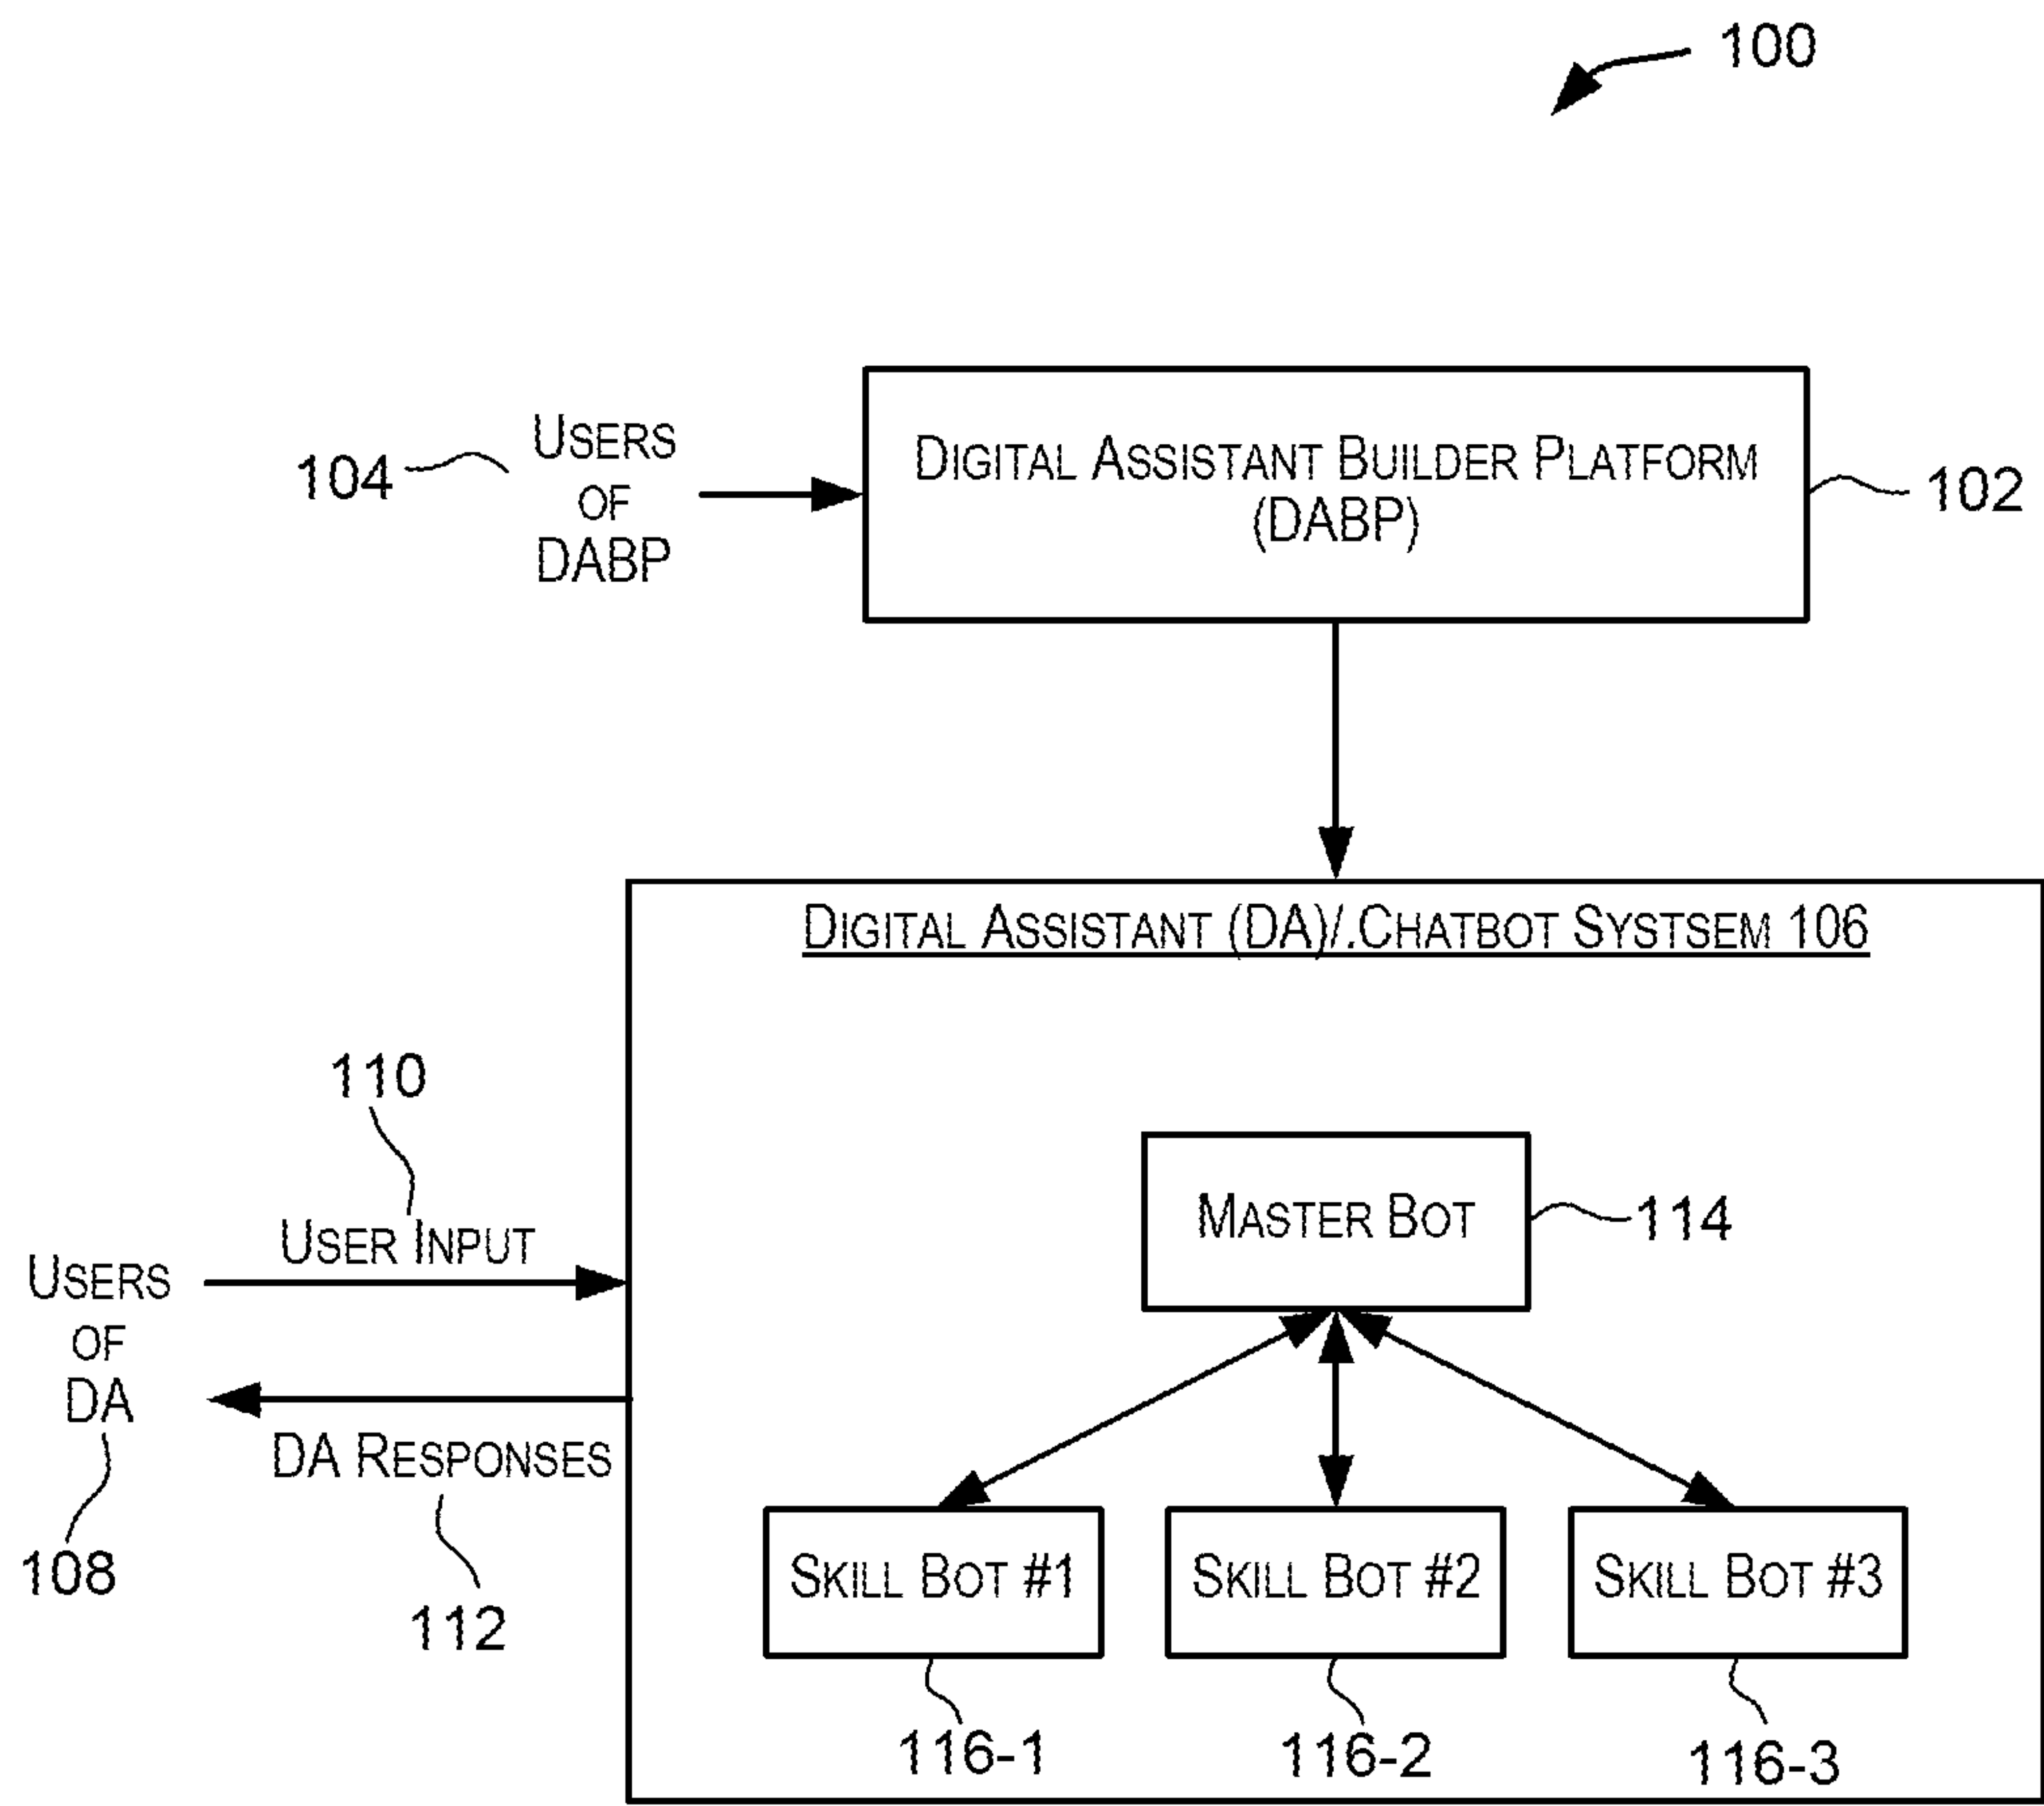 100
USERS
OF
DABP
104
DIGITAL ASSISTANT BUILDER PLATFORM
(DABP)
102
DIGITAL ASSISTANT (DA)/.CHATBOT SYSTSEM 106
110
USER INPUT
USERS
OF
DA
108
DA RESPONSES
112
MASTER BOT
114
SKILL BOT #1
SKILL BOT #2
SKILL BOT #3
116-1
116-2
116-3